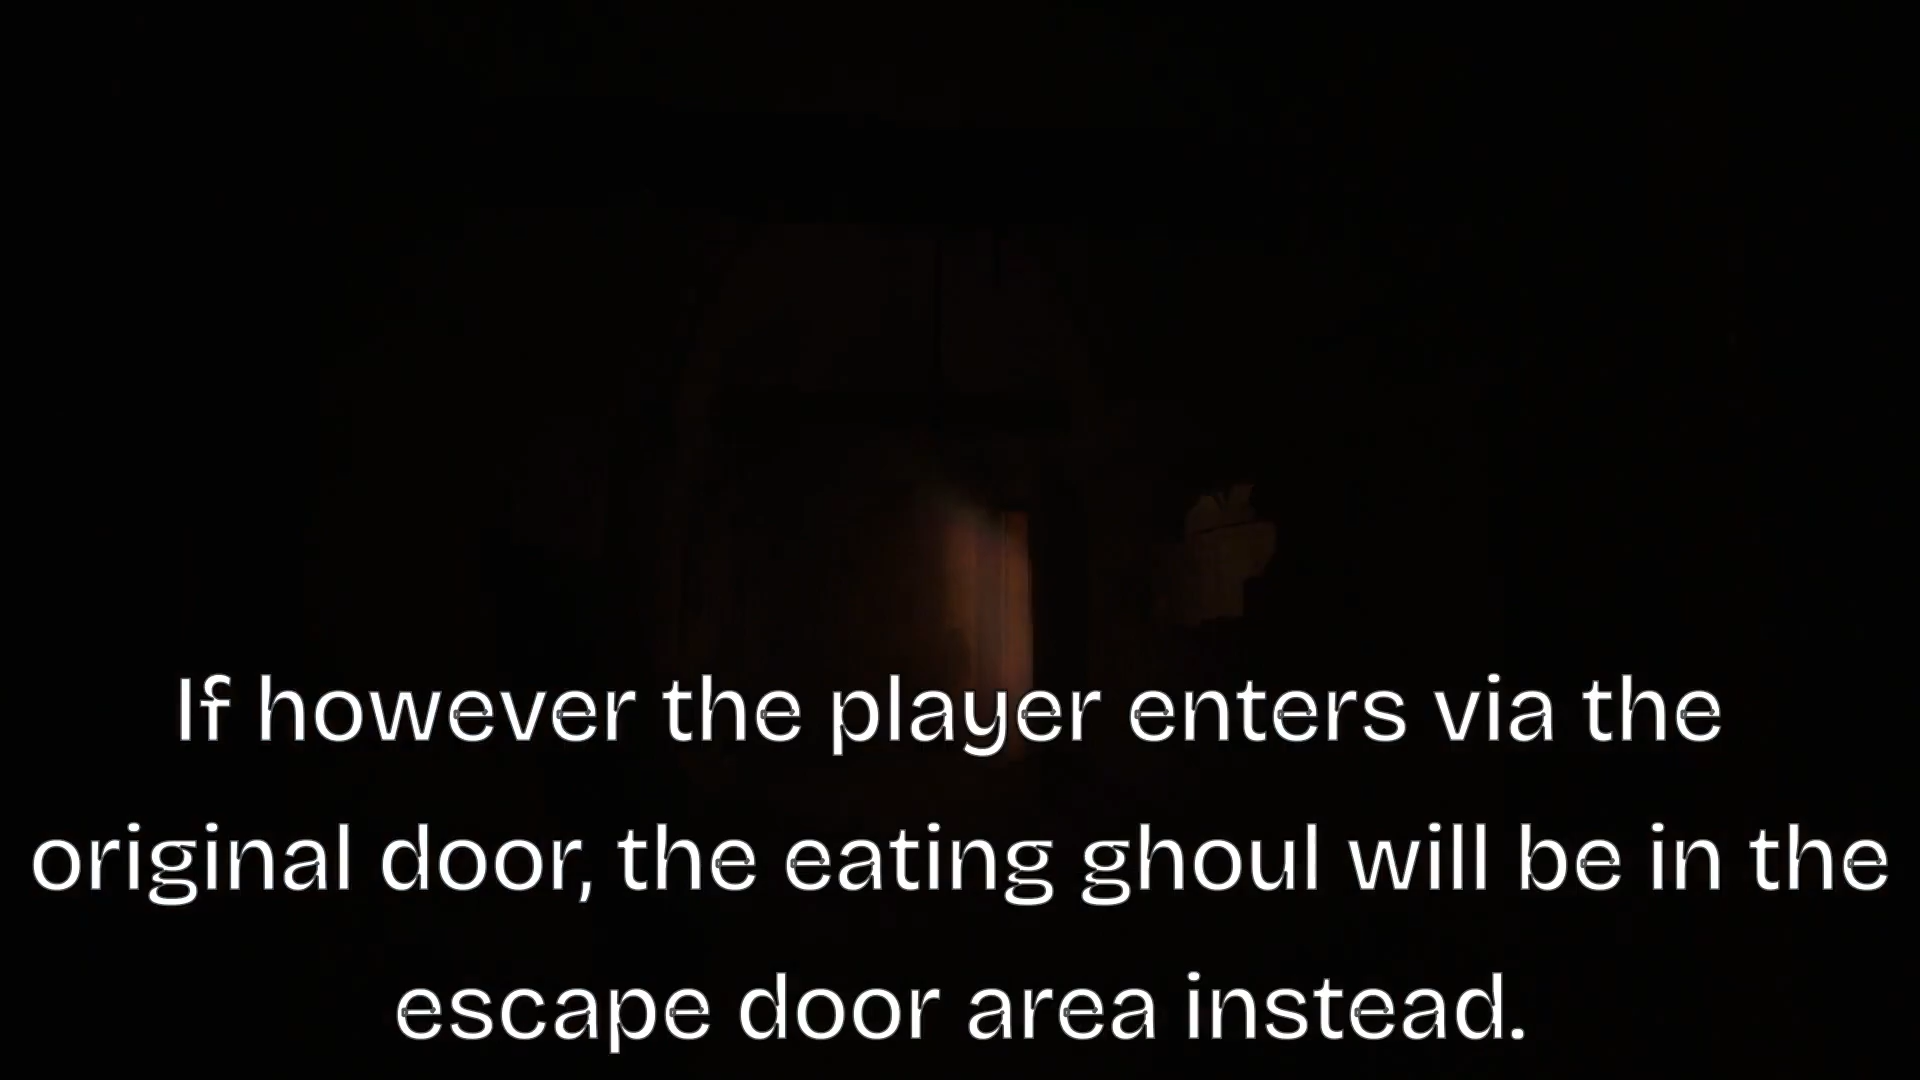 If however the player enters via the
original door, the eating ghoul will be in the
escape door area instead.